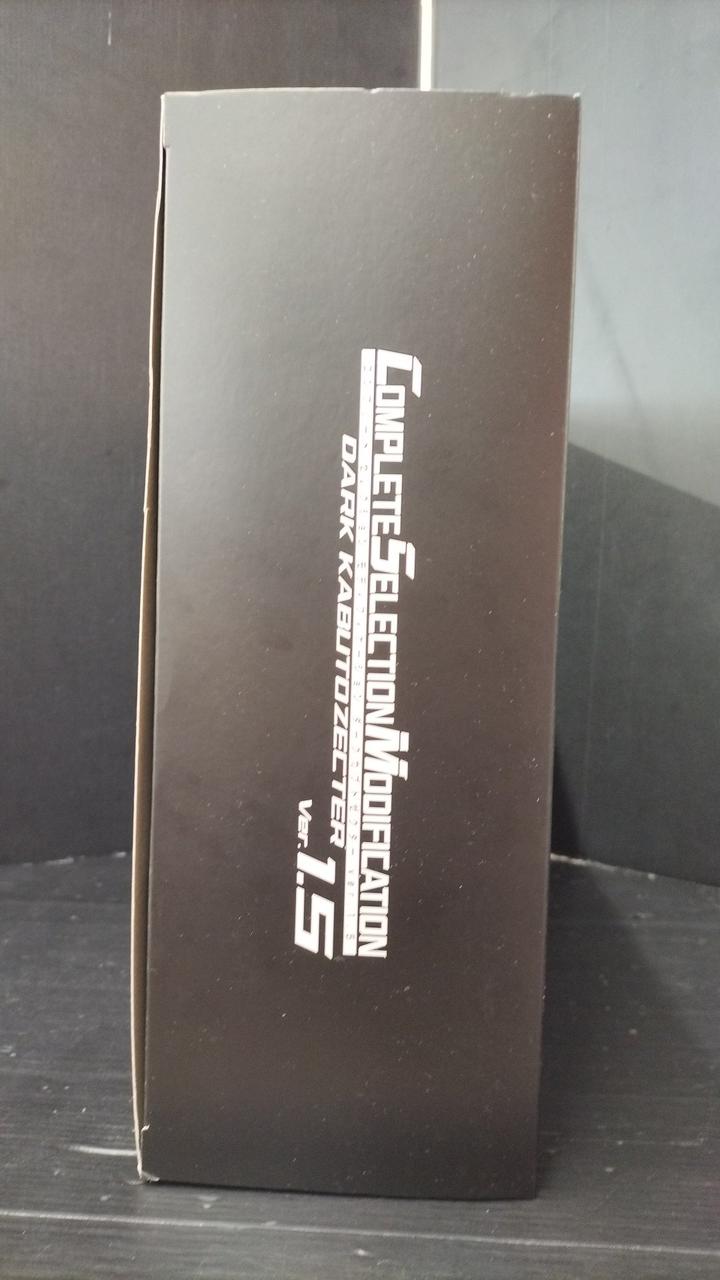 COMPLETE SELECTION MODIFICATION
DARK KABUTOZECTER
Ver.1.5